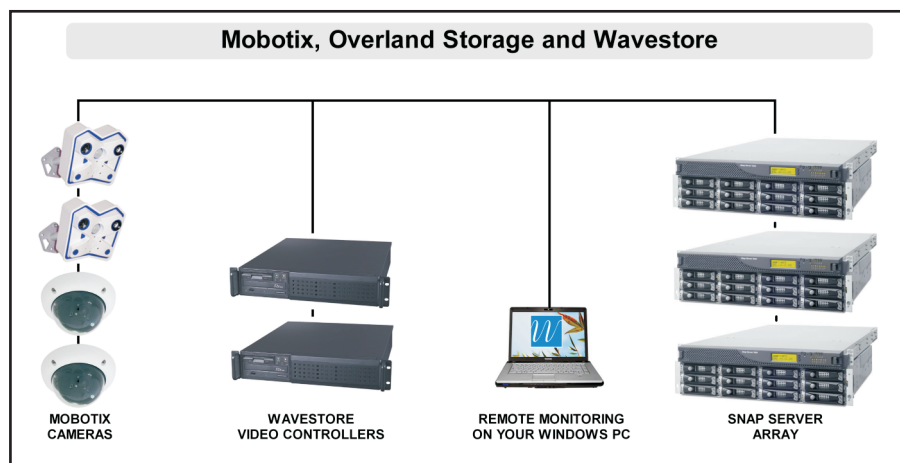 Mobotix, Overland Storage and Wavestore
W
MOBOTIX
CAMERAS
WAVESTORE
VIDEO CONTROLLERS
REMOTE MONITORING
ON YOUR WINDOWS PC
SNAP SERVER
ARRAY